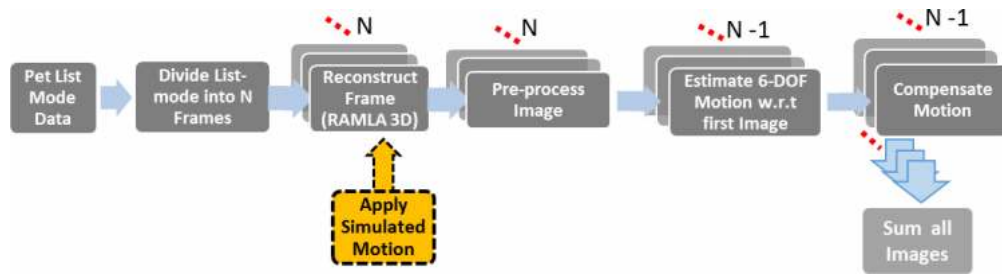 N
N
N -1
N -1
Pet List
Mode
Data
Divide List-
mode into N
Frames
Reconstruct
Frame
(RAMLA 3D)
Pre-process
Image
Estimate 6-DOF
Motion w.r.t
first Image
Compensate
Motion
Apply
Simulated
Motion
Sum all
Images